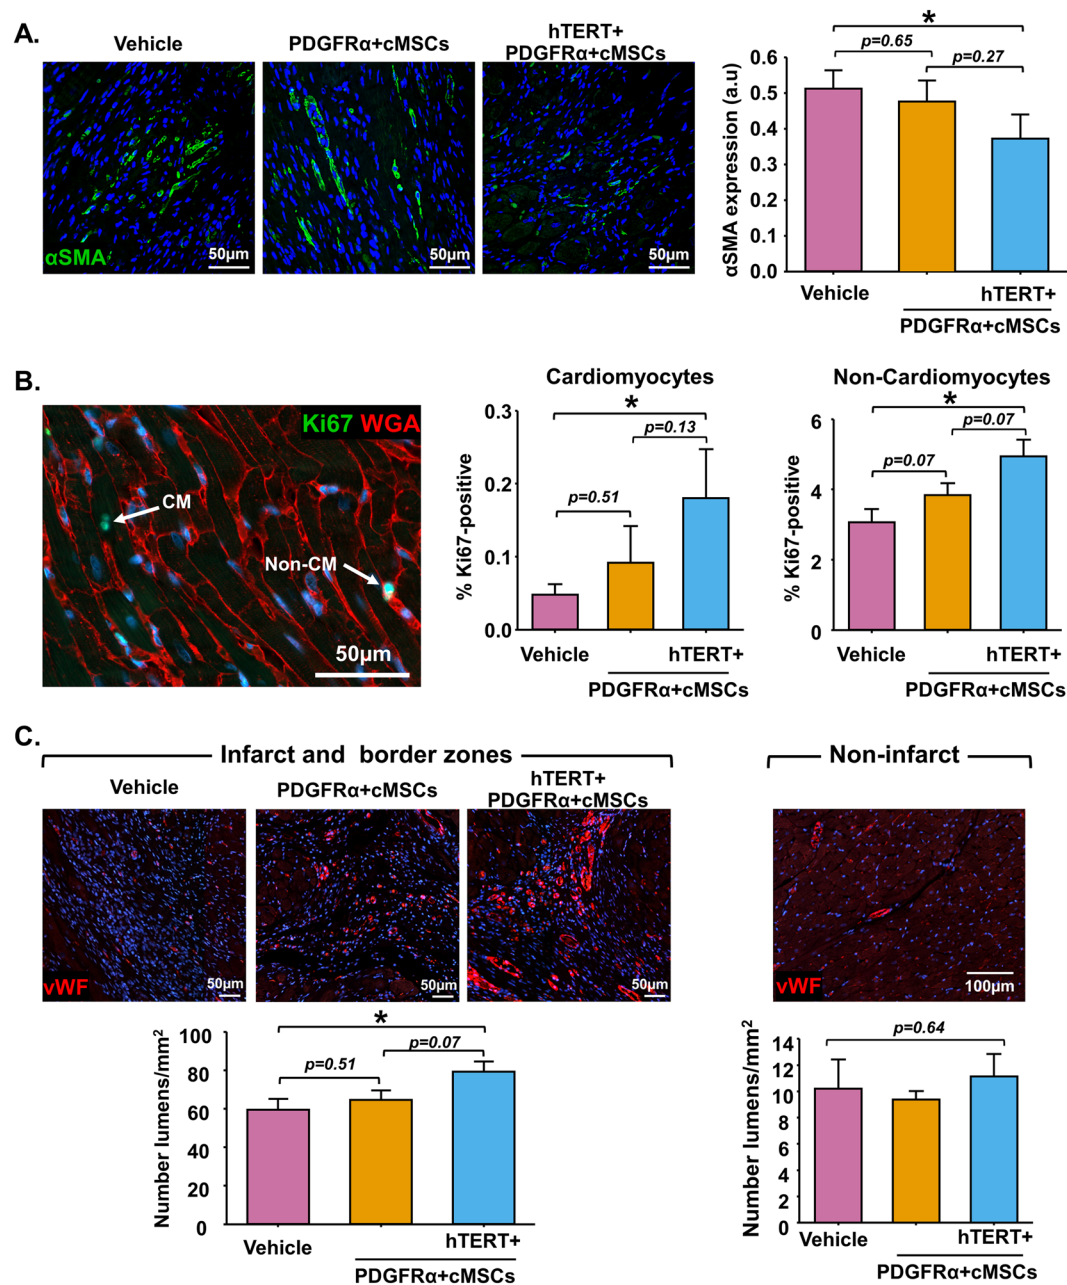 A.
Vehicle
PDGFRα+cMSCs
hTERT+
PDGFRα+cMSCs
αSMA
50µm
50µm
50µm
αSMA expression (a.u)
0.6
0.5
0.4
0.3
0.2
0.1
0.0
*
p=0.65
p=0.27
Vehicle
hTERT+
PDGFRα+cMSCs
B.
Ki67 WGA
CM
Non-CM
50µm
Cardiomyocytes
% Ki67-positive
0.3
0.2
0.1
0.0
*
p=0.13
p=0.51
Vehicle
hTERT+
PDGFRα+cMSCs
Non-Cardiomyocytes
% Ki67-positive
6
4
2
0
*
p=0.07
p=0.07
Vehicle
hTERT+
PDGFRα+cMSCs
C.
Infarct and border zones
Vehicle
PDGFRα+cMSCs
hTERT+
PDGFRα+cMSCs
vWF
50µm
50µm
50µm
Number lumens/mm²
100
80
60
40
20
0
*
p=0.07
p=0.51
Vehicle
hTERT+
PDGFRα+cMSCs
Non-infarct
vWF
100µm
Number lumens/mm²
14
12
10
8
6
4
2
0
p=0.64
Vehicle
hTERT+
PDGFRα+cMSCs